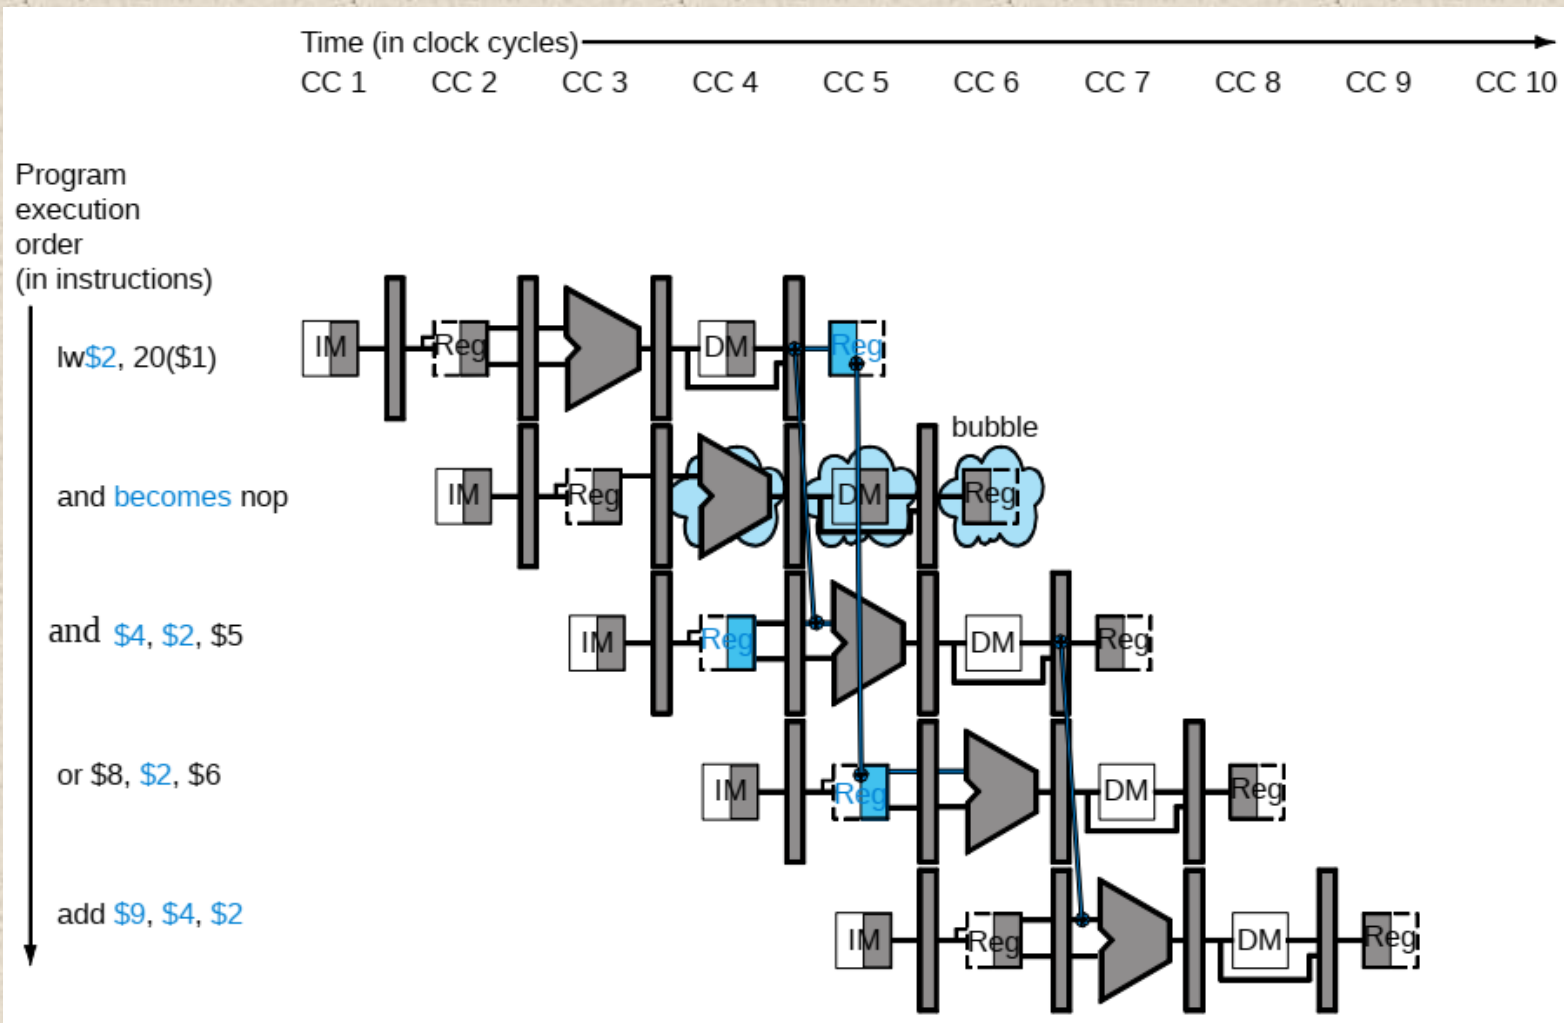 Time (in clock cycles)
CC 1 CC 2 CC 3 CC 4 CC 5 CC 6 CC 7 CC 8 CC 9 CC 10
Program
execution
order
(in instructions)
lw$2, 20($1)
IM Reg DM Reg
bubble
and becomes nop
IM Reg DM Reg
and $4, $2, $5
IM Reg DM Reg
or $8, $2, $6
IM Reg DM Reg
add $9, $4, $2
IM Reg DM Reg